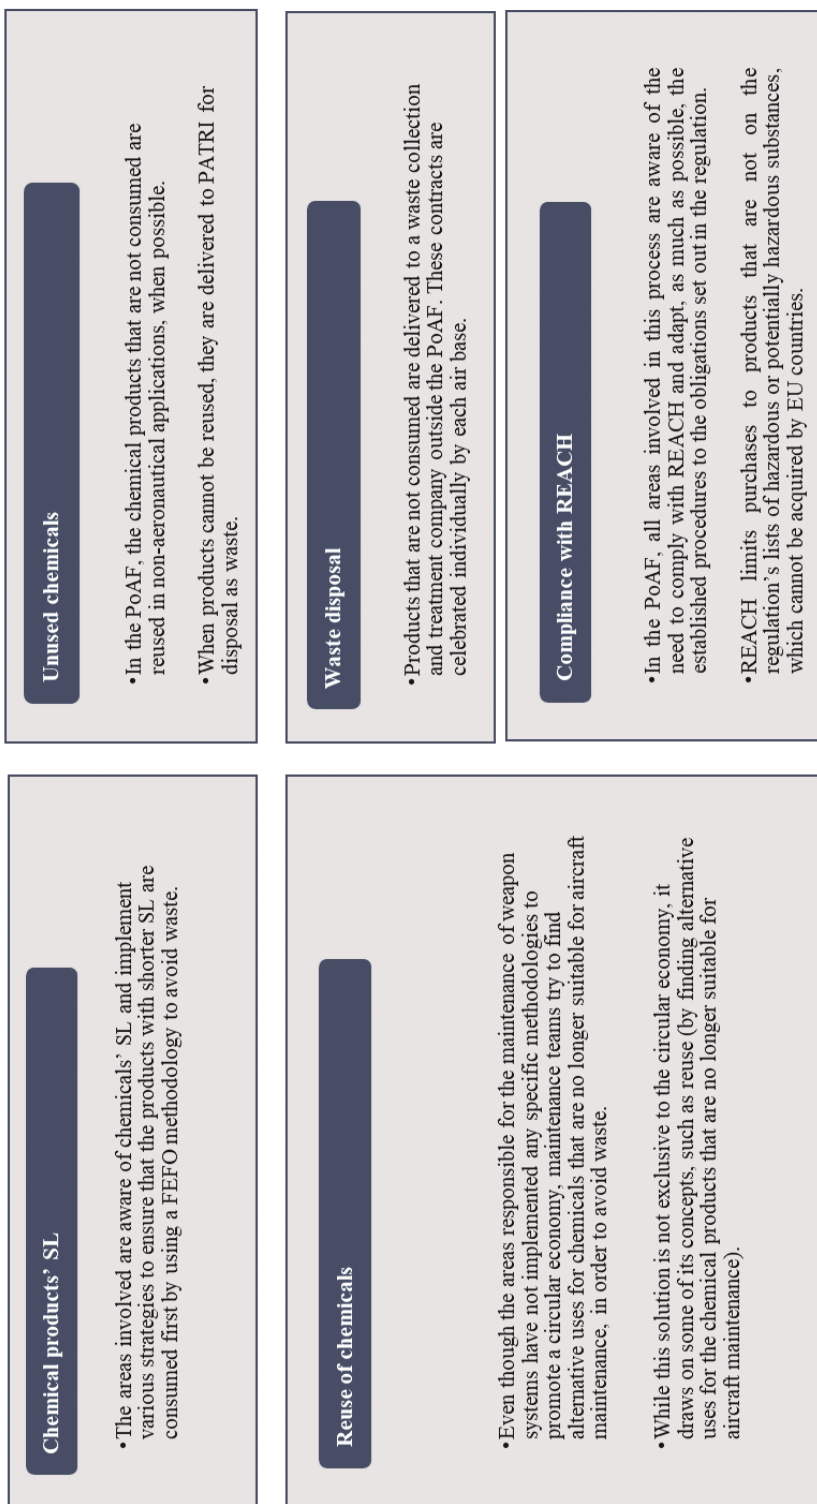 Chemical products' SL
•The areas involved are aware of chemicals' SL and implement
various strategies to ensure that the products with shorter SL are
consumed first by using a FEFO methodology to avoid waste.
Unused chemicals
•In the PoAF, the chemical products that are not consumed are
reused in non-aeronautical applications, when possible.
•When products cannot be reused, they are delivered to PATRI for
disposal as waste.
Reuse of chemicals
•Even though the areas responsible for the maintenance of weapon
systems have not implemented any specific methodologies to
promote a circular economy, maintenance teams try to find
alternative uses for chemicals that are no longer suitable for aircraft
maintenance, in order to avoid waste.
•While this solution is not exclusive to the circular economy, it
draws on some of its concepts, such as reuse (by finding alternative
uses for the chemical products that are no longer suitable for
aircraft maintenance).
Waste disposal
•Products that are not consumed are delivered to a waste collection
and treatment company outside the PoAF. These contracts are
celebrated individually by each air base.
Compliance with REACH
•In the PoAF, all areas involved in this process are aware of the
need to comply with REACH and adapt, as much as possible, the
established procedures to the obligations set out in the regulation.
•REACH limits purchases to products that are not on the
regulation's lists of hazardous or potentially hazardous substances,
which cannot be acquired by EU countries.